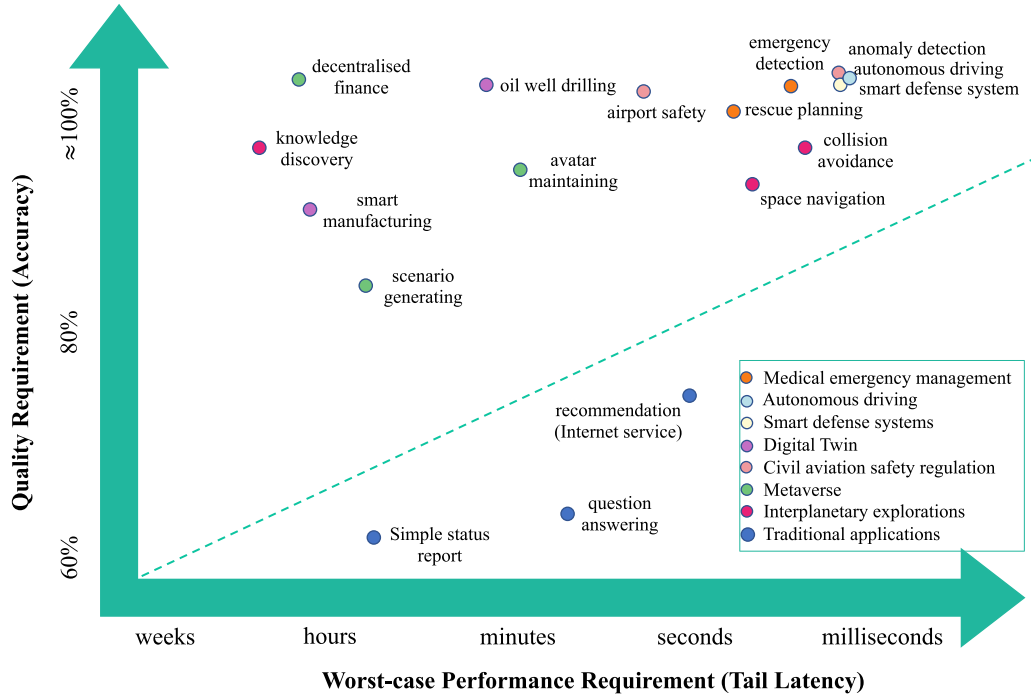 Quality Requirement (Accuracy)
≈100%
80%
60%
decentralised
finance
knowledge
discovery
smart
manufacturing
scenario
generating
oil well drilling
avatar
maintaining
airport safety
emergency
detection
rescue planning
anomaly detection
autonomous driving
smart defense system
collision
avoidance
space navigation
recommendation
(Internet service)
question
answering
Simple status
report
Medical emergency management
Autonomous driving
Smart defense systems
Digital Twin
Civil aviation safety regulation
Metaverse
Interplanetary explorations
Traditional applications
weeks
hours
minutes
seconds
milliseconds
Worst-case Performance Requirement (Tail Latency)